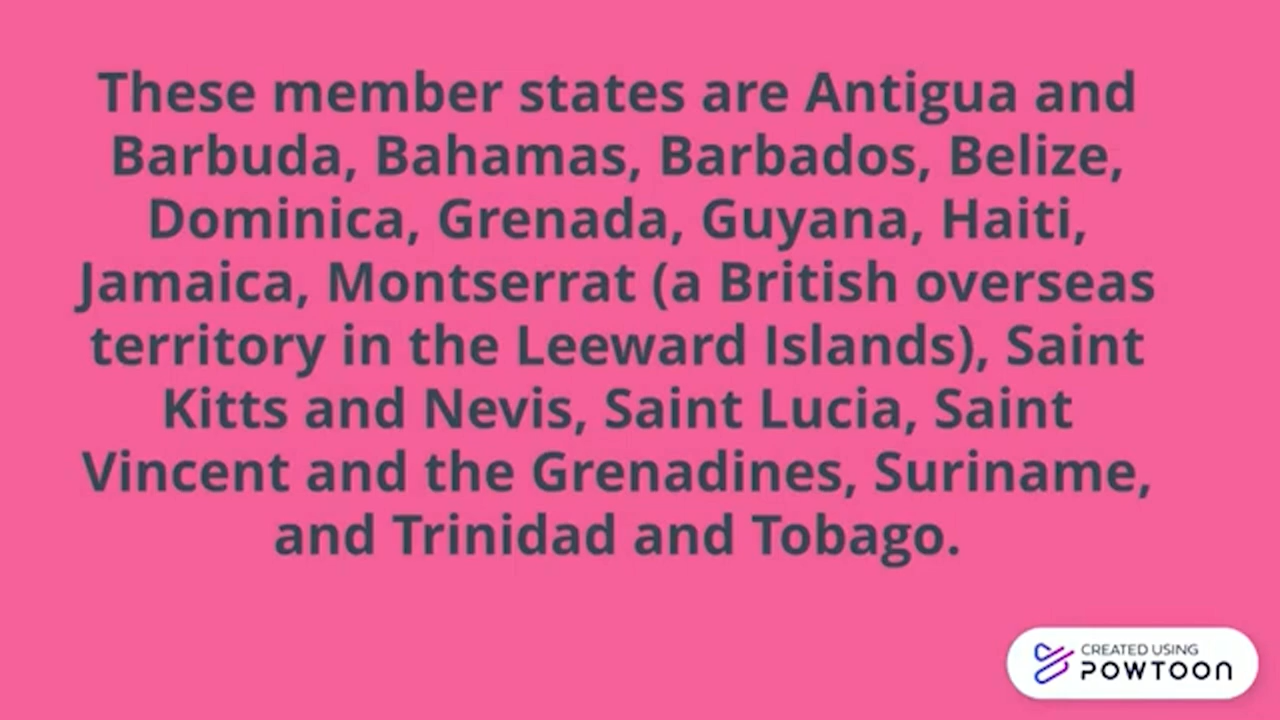 These member states are Antigua and
Barbuda, Bahamas, Barbados, Belize,
Dominica, Grenada, Guyana, Haiti,
Jamaica, Montserrat (a British overseas
territory in the Leeward Islands), Saint
Kitts and Nevis, Saint Lucia, Saint
Vincent and the Grenadines, Suriname,
and Trinidad and Tobago.
CREATED USING
POWTOON